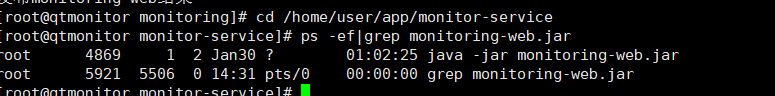 [root@qtmonitor monitoring]# cd /home/user/app/monitor-service
[root@qtmonitor monitor-service]# ps -ef|grep monitoring-web.jar
root      4869     1  2 Jan30 ?        01:02:25 java -jar monitoring-web.jar
root      5921  5506  0 14:31 pts/0    00:00:00 grep monitoring-web.jar
[root@qtmonitor monitor-service]#